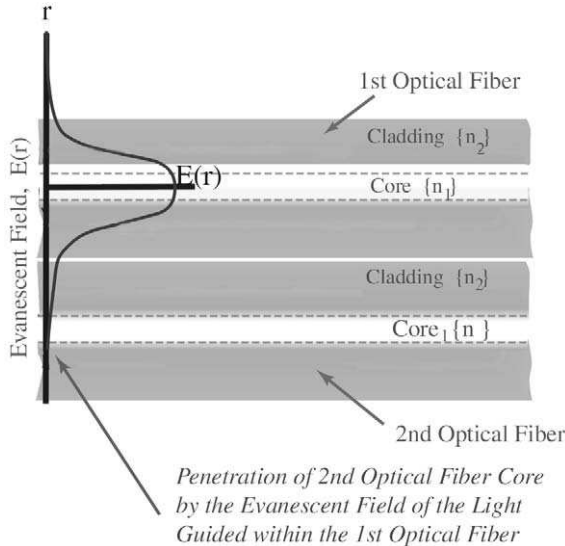 r
1st Optical Fiber
Cladding {n2}
E(r)
Core {n1}
Evanescent Field, E(r)
Cladding {n2}
Core1{n }
2nd Optical Fiber
Penetration of 2nd Optical Fiber Core
by the Evanescent Field of the Light
Guided within the 1st Optical Fiber